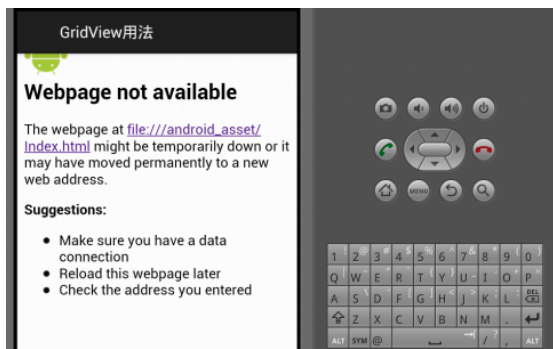 GridView用法
Webpage not available
The webpage at file:///android_asset/
Index.html might be temporarily down or it
may have moved permanently to a new
web address.
Suggestions:
Make sure you have a data
connection
Reload this webpage later
Check the address you entered
MENU
1 ! 2 @ 3 # 4 $ 5 % 6 ^ 7 & 8 * 9 ( 0 )
Q W E R T { Y } U - I O + P
A S \ D F [ G ] H < J > K ; L : DEL
Z X C V B N M .
ALT SYM @ / ? , ALT